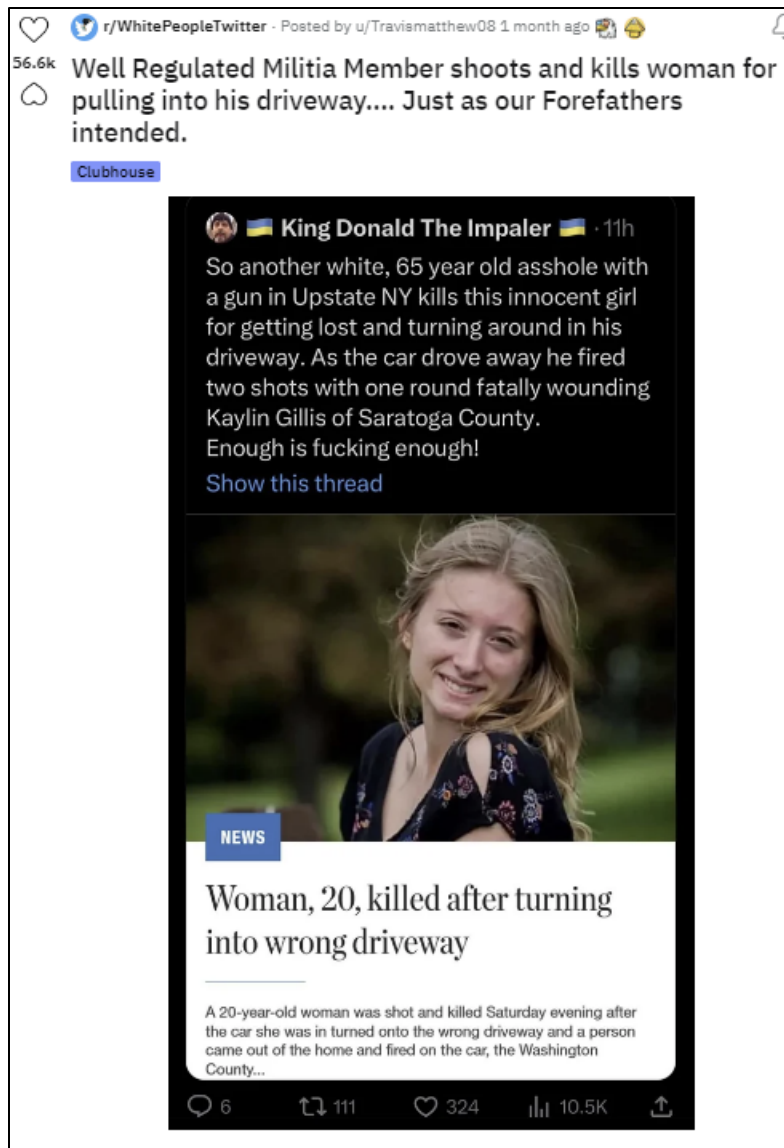 r/WhitePeopleTwitter · Posted by u/Travismatthew08 1 month ago
56.6k
Well Regulated Militia Member shoots and kills woman for
pulling into his driveway.... Just as our Forefathers
intended.
Clubhouse
King Donald The Impaler · 11h
So another white, 65 year old asshole with
a gun in Upstate NY kills this innocent girl
for getting lost and turning around in his
driveway. As the car drove away he fired
two shots with one round fatally wounding
Kaylin Gillis of Saratoga County.
Enough is fucking enough!
Show this thread
NEWS
Woman, 20, killed after turning
into wrong driveway
A 20-year-old woman was shot and killed Saturday evening after
the car she was in turned onto the wrong driveway and a person
came out of the home and fired on the car, the Washington
County...
6 111 324 10.5K